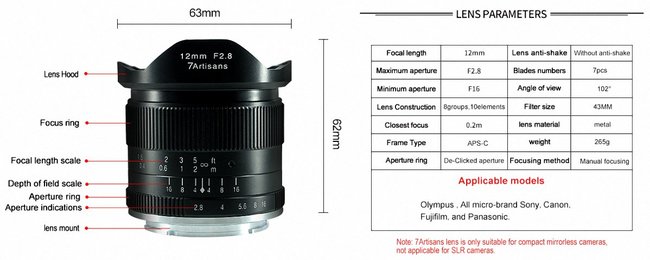 63mm
12mm F2.8
7Artisans
Lens Hood
Focus ring
Focal length scale
2 3 5 ft
0.6 1 2 m
Depth of field scale
16 8 4 4 8 16
Aperture ring
Aperture indications
2.8 4 5.6 8 16
lens mount
62mm
LENS PARAMETERS
Focal length 12mm Lens anti-shake Without anti-shake
Maximum aperture F2.8 Blades numbers 7pcs
Minimum aperture F16 Angle of view 102°
Lens Construction 8groups,10elements Filter size 43MM
Closest focus 0.2m lens material metal
Frame Type APS-C weight 265g
Aperture ring De-Clicked aperture Focusing method Manual focusing
Applicable models
Olympus . All micro-brand Sony, Canon,
Fujifilm, and Panasonic.
Note: 7Artisans lens is only suitable for compact mirrorless cameras,
not applicable for SLR cameras.